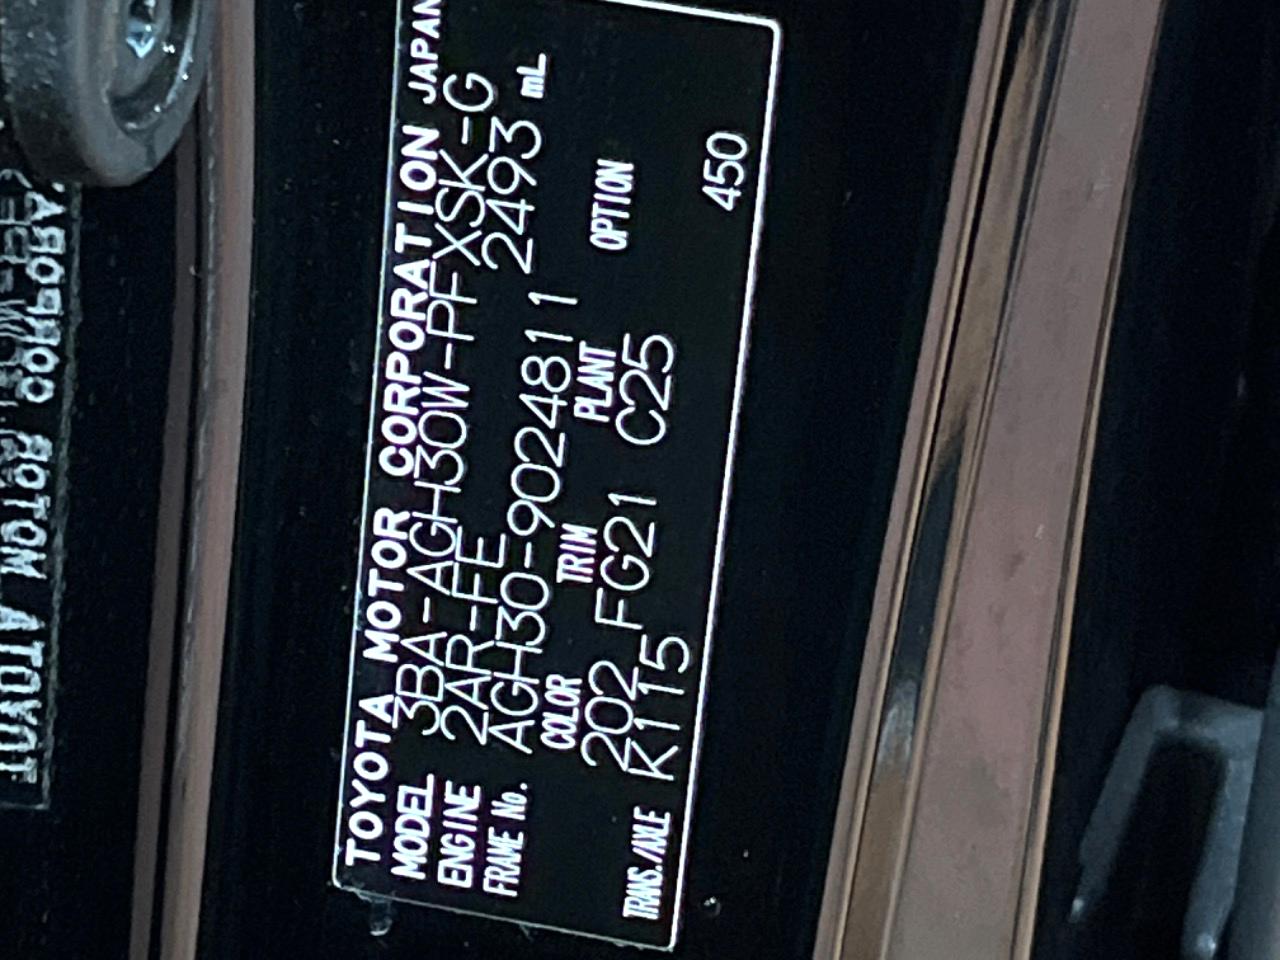 TOYOTA MOTOR CORPORATION JAPAN
MODEL 3BA-AGH30W-PFXSK-G
ENGINE 2AR-FE 2493 mL
FRAME No. AGH30-9024811
COLOR TRIM PLANT OPTION
202 FG21 C25
TRANS./AXLE K115 450